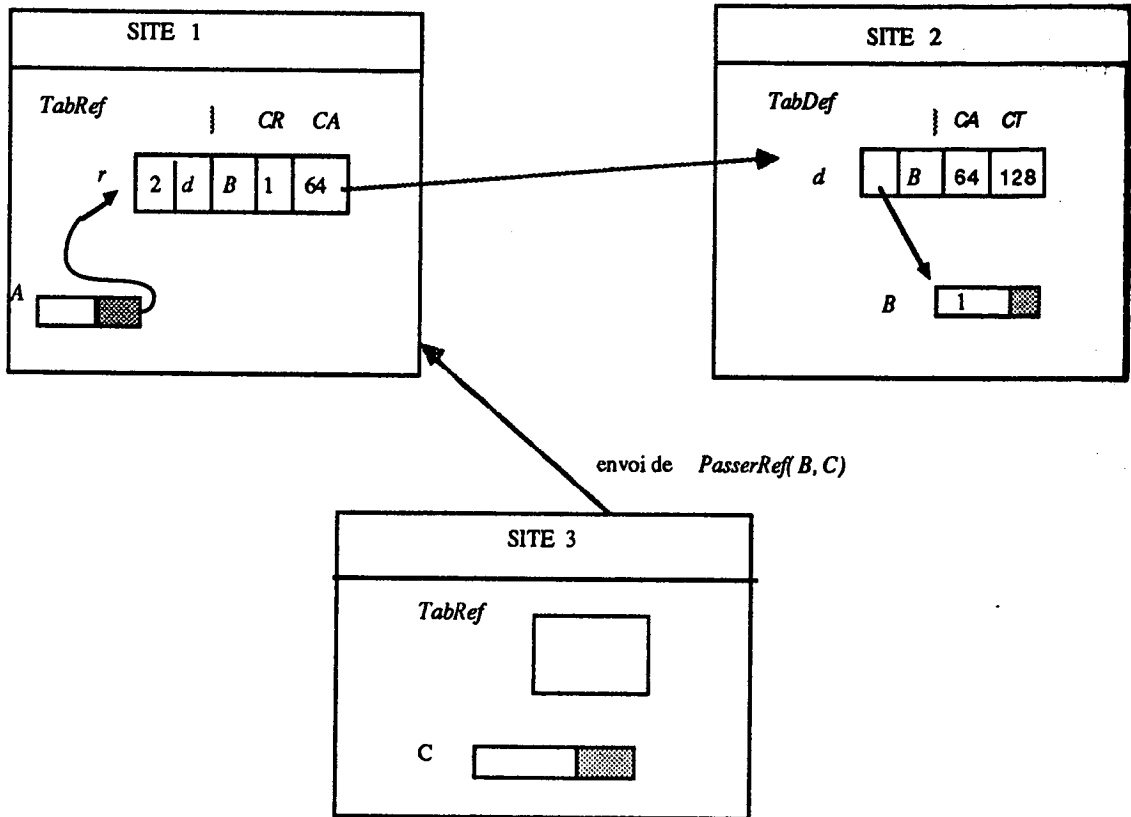 SITE 1
TabRef
CR CA
r
2 d B 1 64
A
SITE 2
TabDef
CA CT
d
B 64 128
B
1
envoi de PasserRef( B, C)
SITE 3
TabRef
C